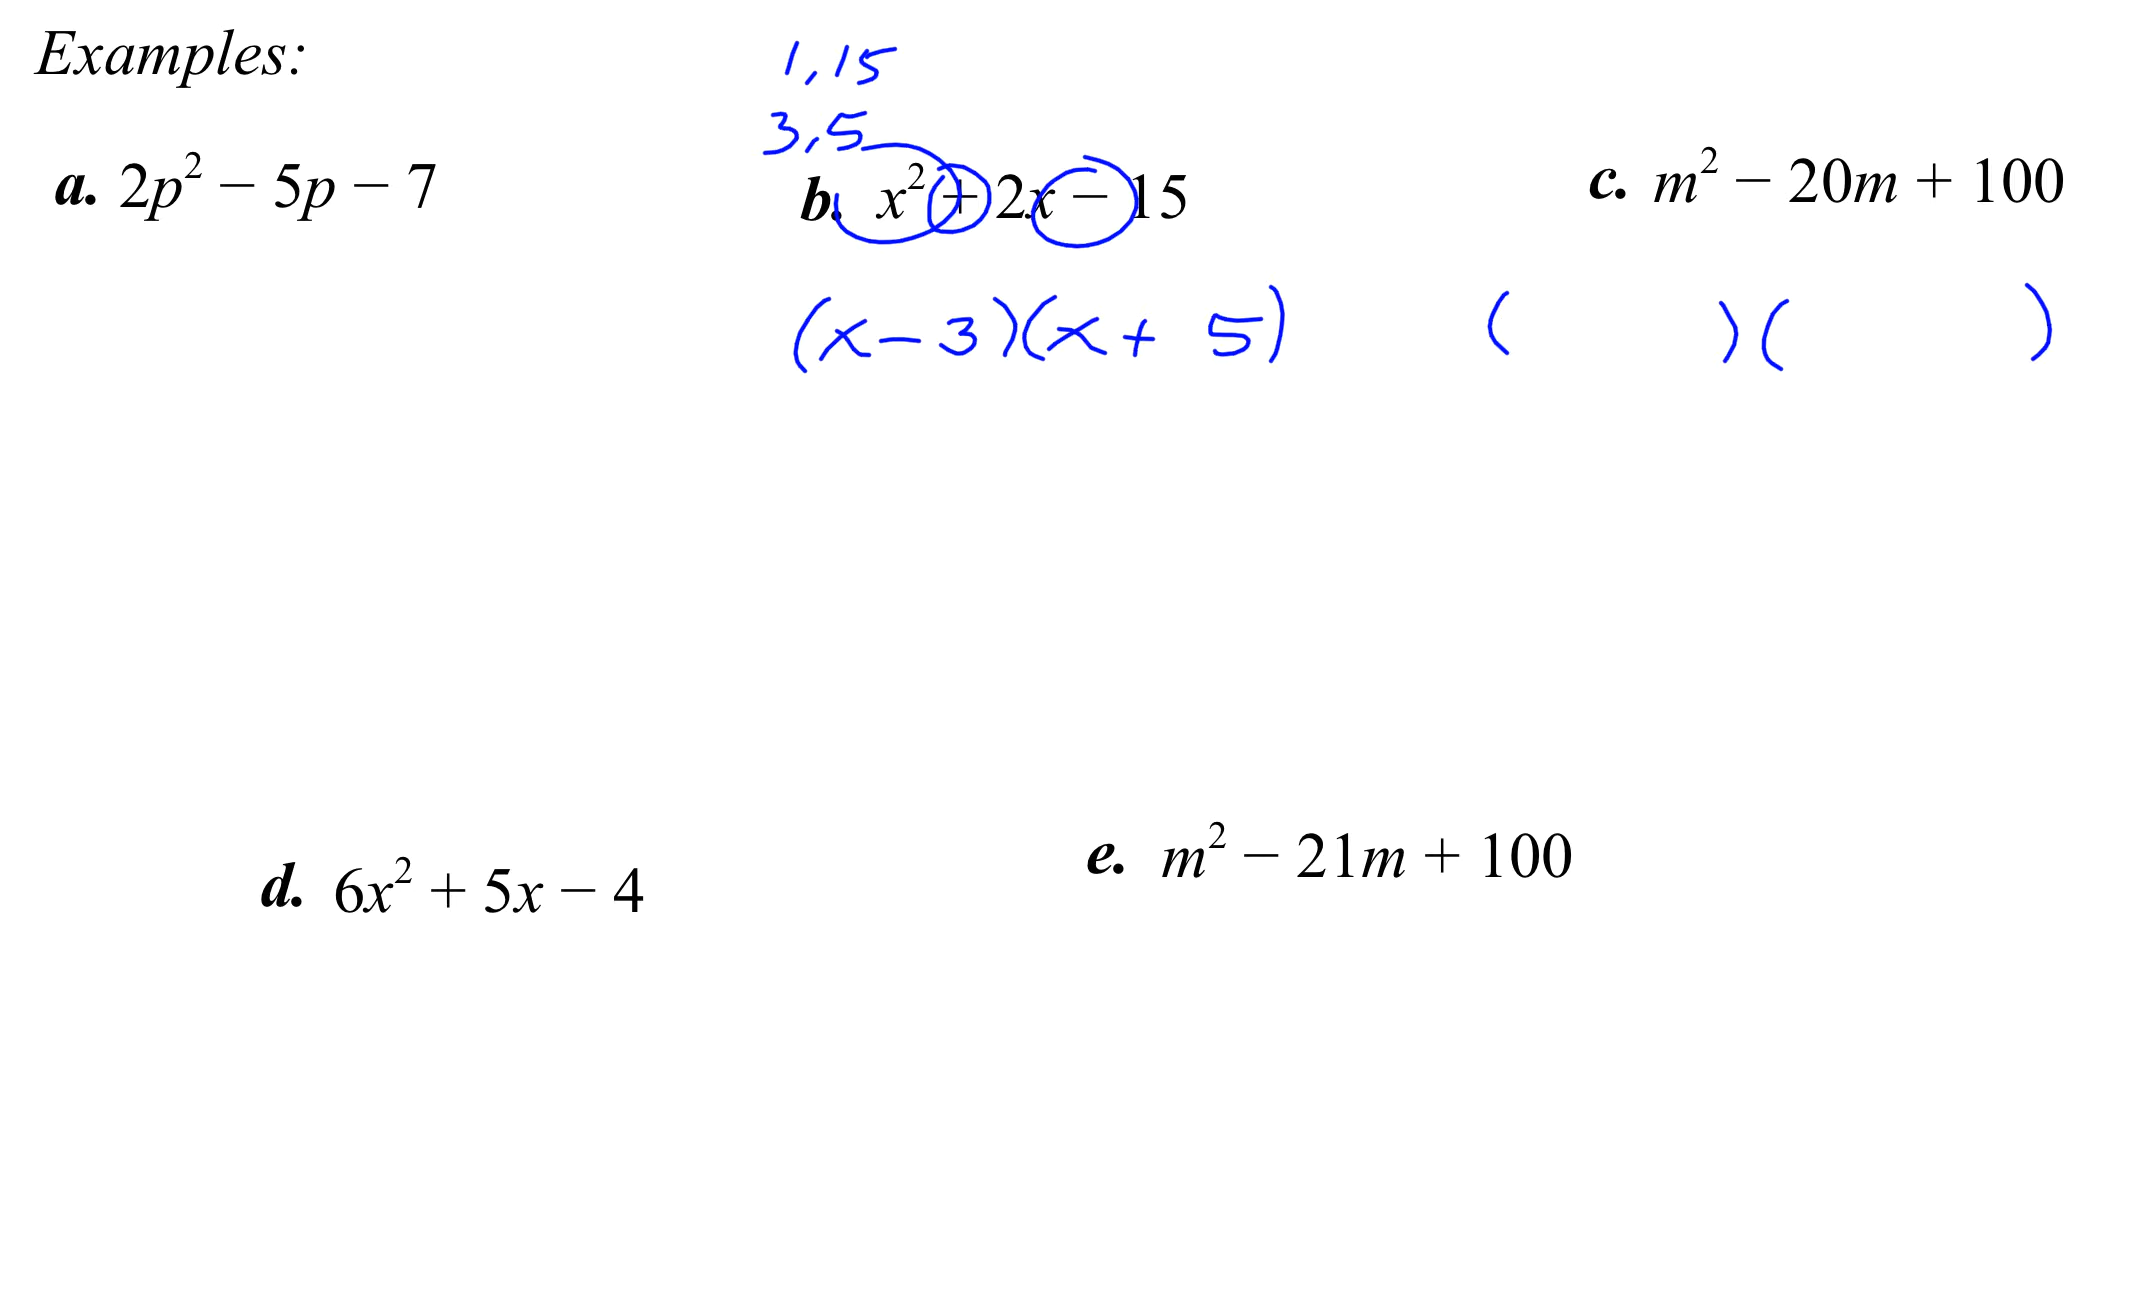 Examples:
1, 15
3, 5
a. 2p² − 5p − 7
b. x² + 2x − 15
c. m² − 20m + 100
(x − 3)(x + 5)
( )( )
d. 6x² + 5x − 4
e. m² − 21m + 100